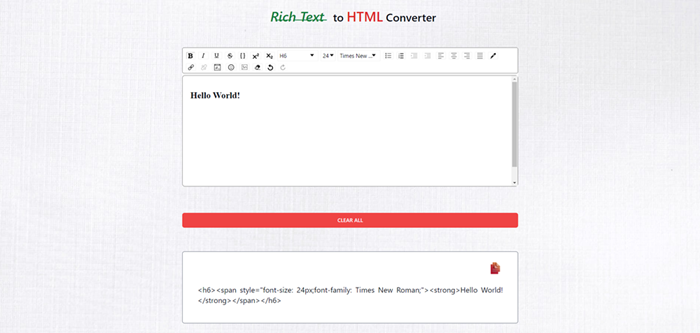 Rich Text to HTML Converter
B I U S {} X² X₂ H6 24 Times New ...
Hello World!
CLEAR ALL
<h6><span style="font-size: 24px;font-family: Times New Roman;"><strong>Hello World!
</strong></span></h6>